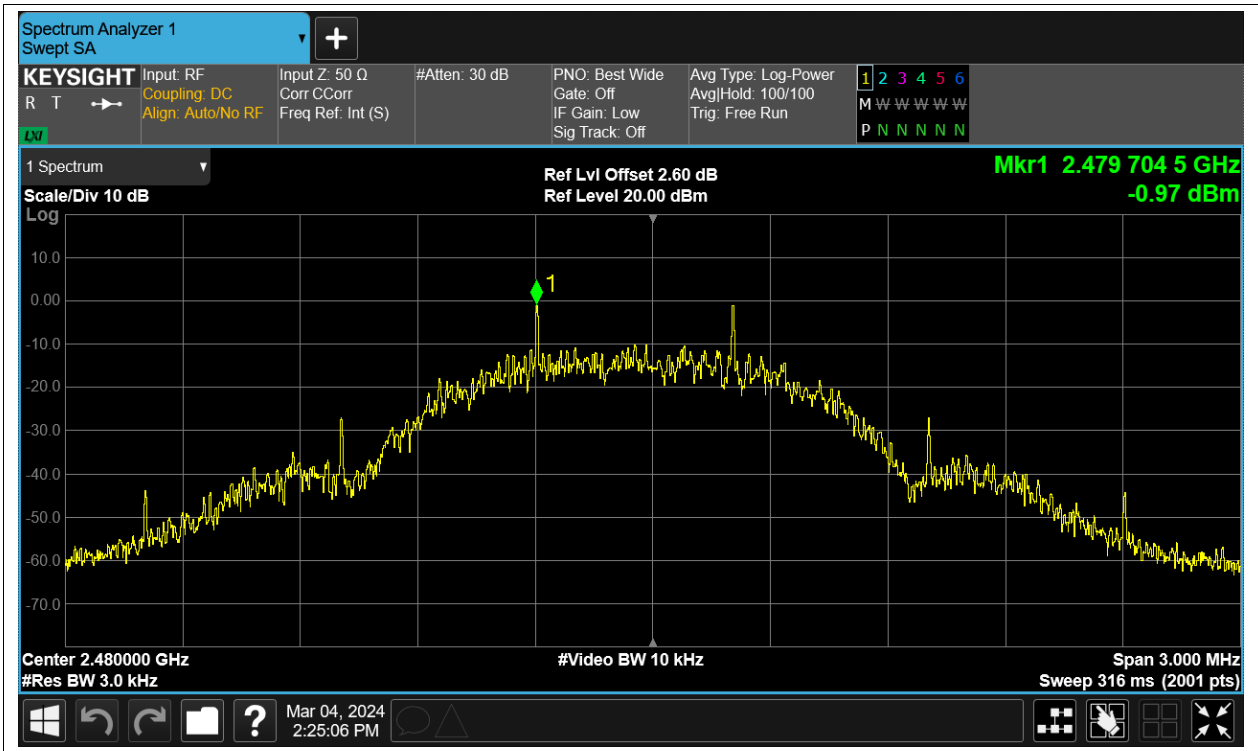 Spectrum Analyzer 1
Swept SA
KEYSIGHT
R T
LXI
Input: RF
Coupling: DC
Align: Auto/No RF
Input Z: 50 Ω
Corr CCorr
Freq Ref: Int (S)
#Atten: 30 dB
PNO: Best Wide
Gate: Off
IF Gain: Low
Sig Track: Off
Avg Type: Log-Power
Avg|Hold: 100/100
Trig: Free Run
1 2 3 4 5 6
M W W W W W
P N N N N N
1 Spectrum
Scale/Div 10 dB
Log
Ref Lvl Offset 2.60 dB
Ref Level 20.00 dBm
Mkr1 2.479 704 5 GHz
-0.97 dBm
1
10.0
0.00
-10.0
-20.0
-30.0
-40.0
-50.0
-60.0
-70.0
Center 2.480000 GHz
#Res BW 3.0 kHz
#Video BW 10 kHz
Span 3.000 MHz
Sweep 316 ms (2001 pts)
?
Mar 04, 2024
2:25:06 PM